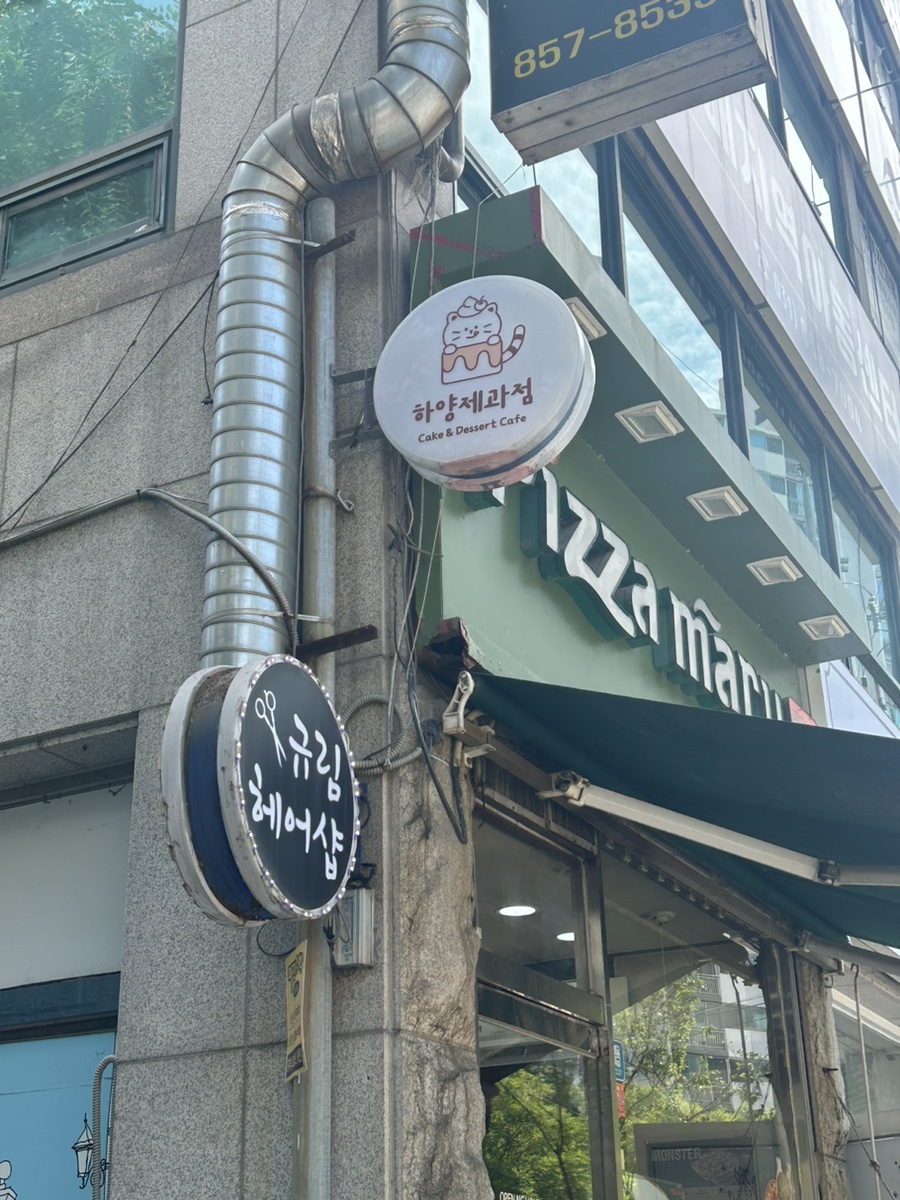 857-853
하양제과점
Cake & Dessert Cafe
Pizza maru
규림
헤어샵
MONSTER